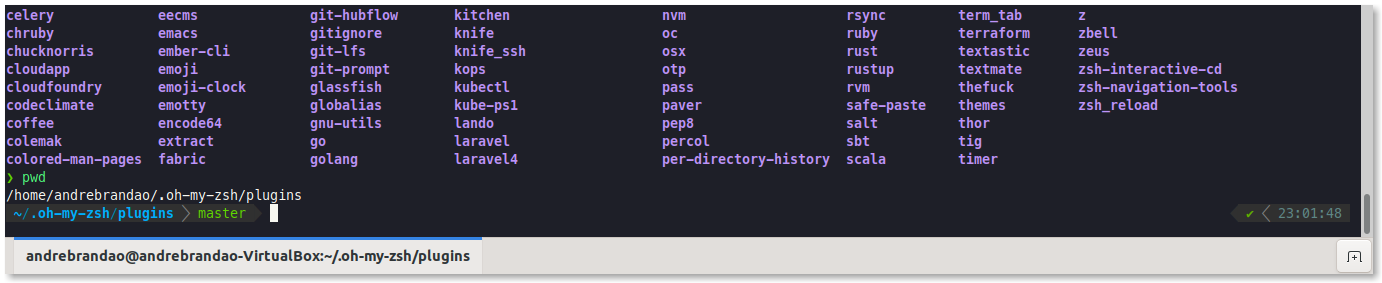 celery eecms git-hubflow kitchen nvm rsync term_tab z
chruby emacs gitignore knife oc ruby terraform zbell
chucknorris ember-cli git-lfs knife_ssh osx rust textastic zeus
cloudapp emoji git-prompt kops otp rustup textmate zsh-interactive-cd
cloudfoundry emoji-clock glassfish kubectl pass rvm thefuck zsh-navigation-tools
codeclimate emotty globalias kube-ps1 paver safe-paste themes zsh_reload
coffee encode64 gnu-utils lando pep8 salt thor
colemak extract go laravel percol sbt tig
colored-man-pages fabric golang laravel4 per-directory-history scala timer
❯ pwd
/home/andrebrandao/.oh-my-zsh/plugins
~/.oh-my-zsh/plugins master ✔ 23:01:48
andrebrandao@andrebrandao-VirtualBox:~/.oh-my-zsh/plugins